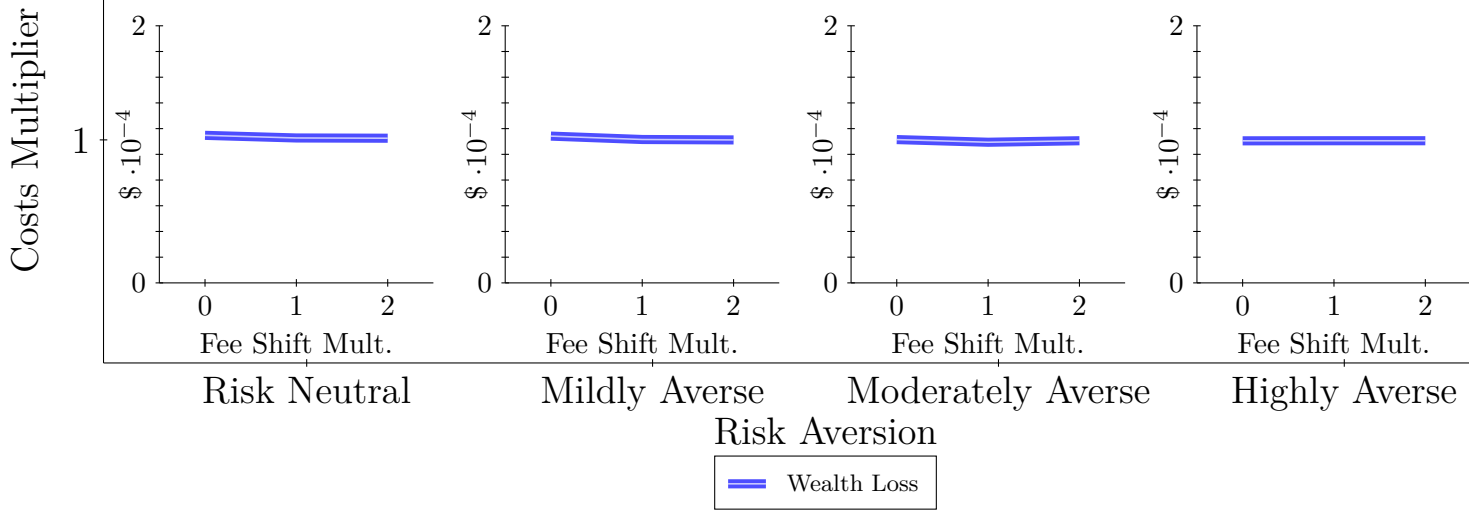 Costs Multiplier
1
2
0
$ ·10⁻⁴
0 1 2
Fee Shift Mult.
2
0
$ ·10⁻⁴
0 1 2
Fee Shift Mult.
2
0
$ ·10⁻⁴
0 1 2
Fee Shift Mult.
2
0
$ ·10⁻⁴
0 1 2
Fee Shift Mult.
Risk Neutral Mildly Averse Moderately Averse Highly Averse
Risk Aversion
Wealth Loss